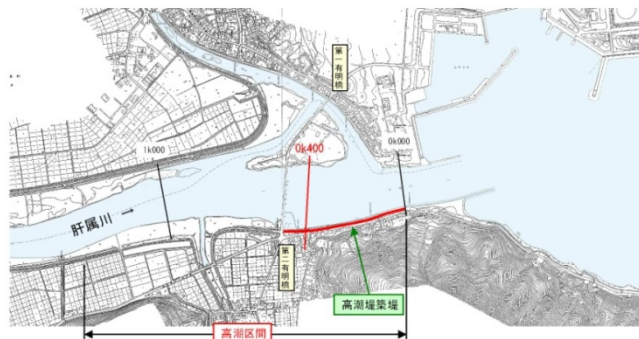 第一有明橋
1k000
0k400
0k000
肝属川 →
第二有明橋
高潮堤築堤
高潮区間